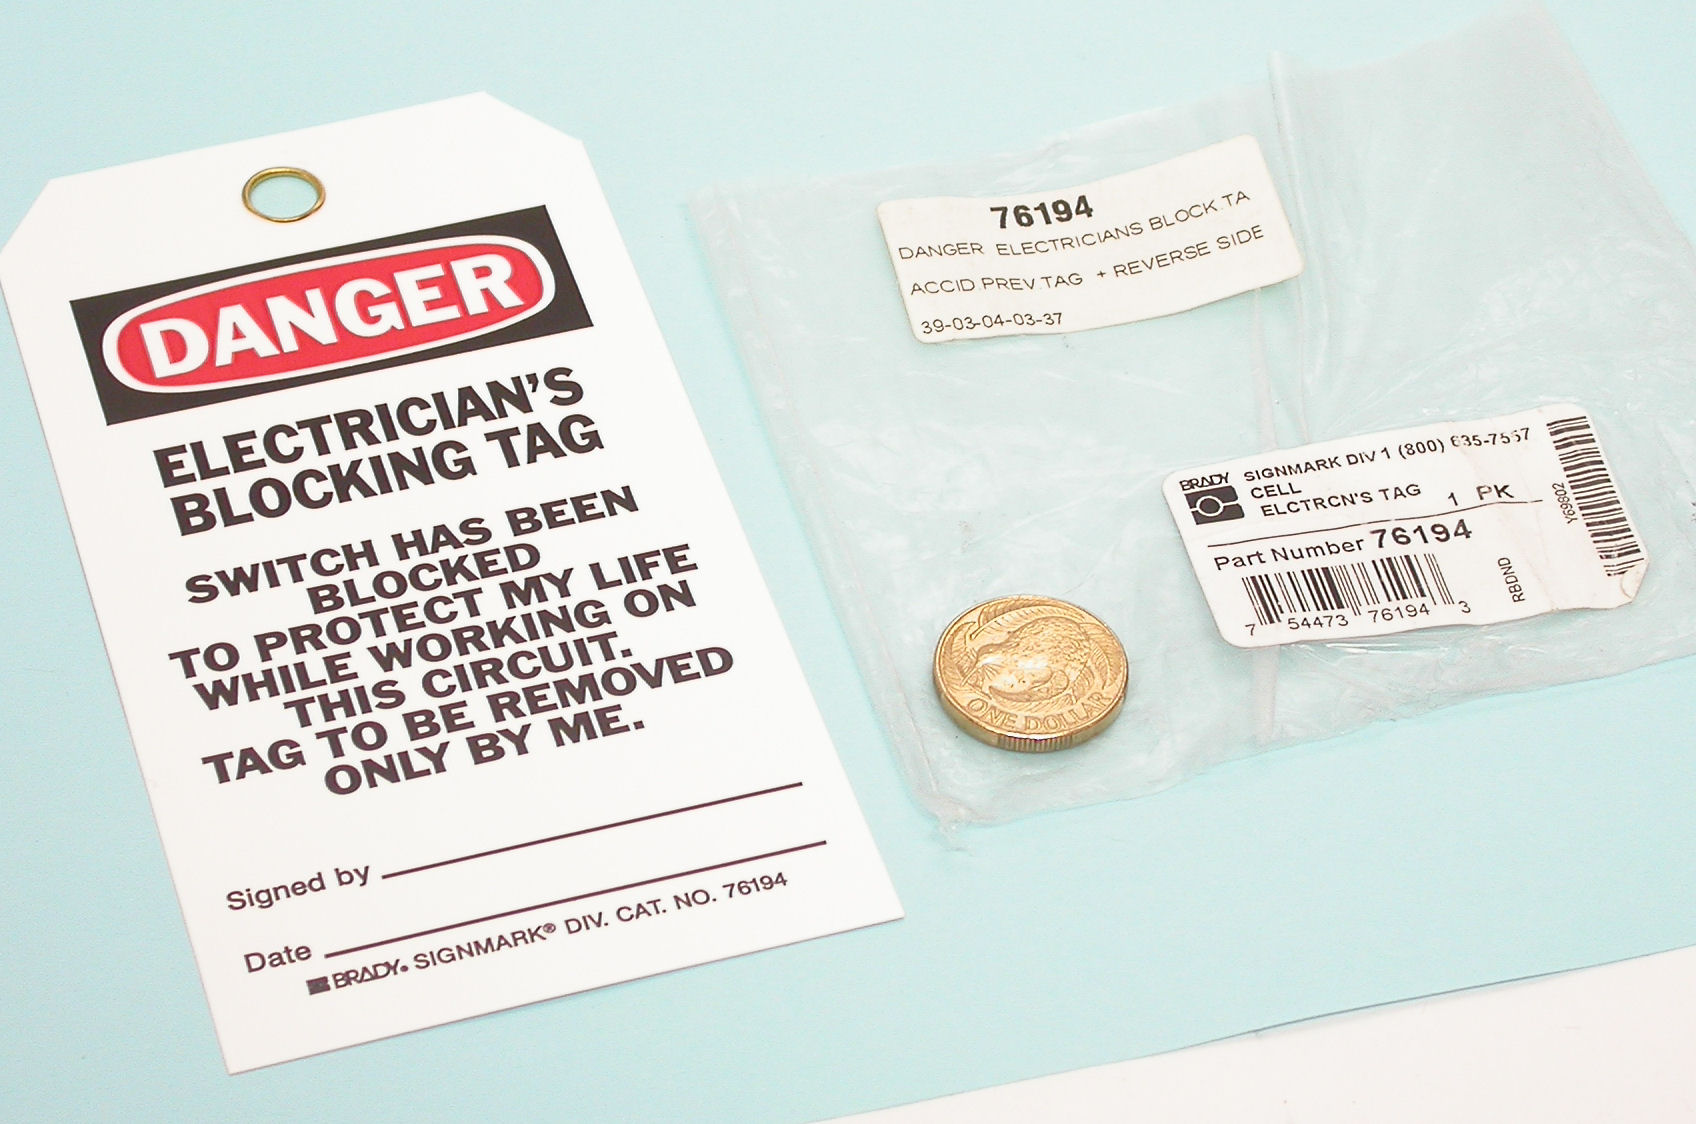 DANGER
ELECTRICIAN'S
BLOCKING TAG
SWITCH HAS BEEN
BLOCKED
TO PROTECT MY LIFE
WHILE WORKING ON
THIS CIRCUIT.
TAG TO BE REMOVED
ONLY BY ME.
Signed by
Date
BRADY. SIGNMARK® DIV. CAT. NO. 76194
76194
DANGER ELECTRICIANS BLOCK.TA
ACCID.PREV.TAG + REVERSE SIDE
39-03-04-03-37
BRADY
SIGNMARK DIV 1 (800) 635-7557
CELL
ELCTRCN'S TAG 1 PK
Part Number 76194
7 54473 76194 3
RBDND
Y69802
ONE DOLLAR